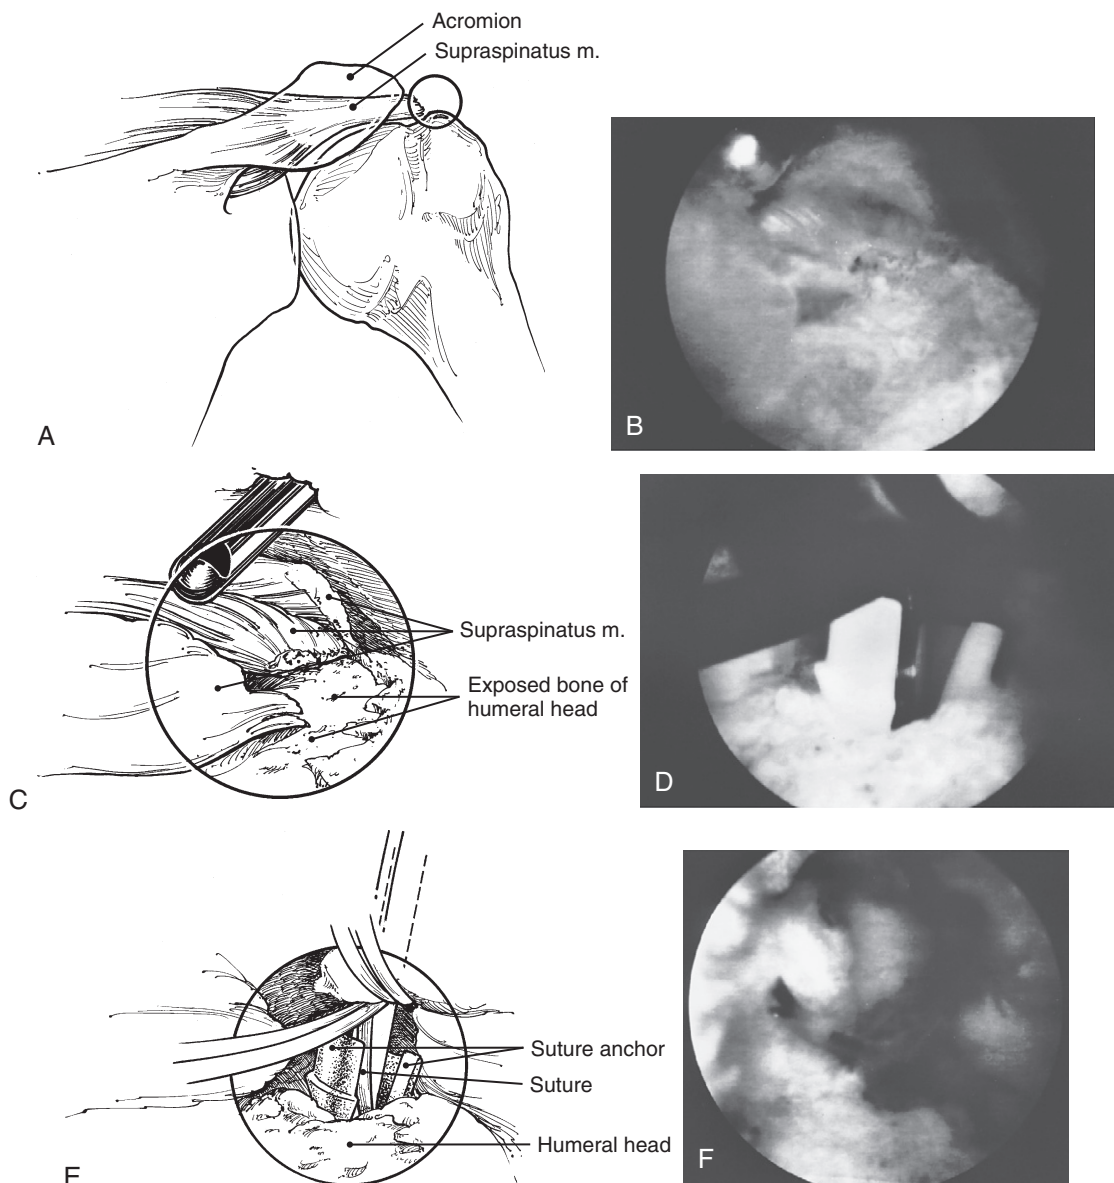 Acromion
Supraspinatus m.
A
B
Supraspinatus m.
Exposed bone of
humeral head
C
D
Suture anchor
Suture
Humeral head
E
F